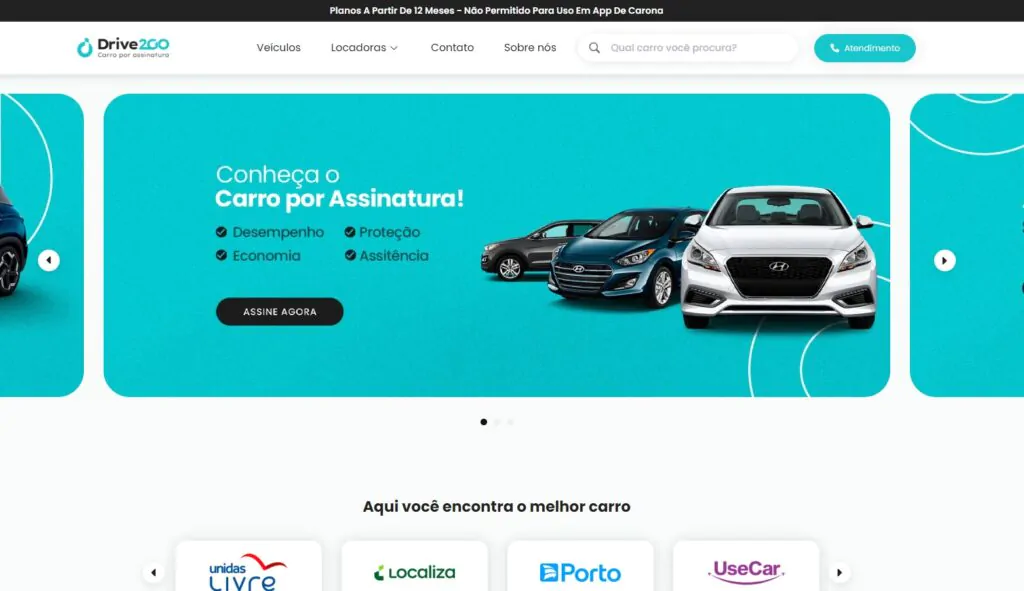 Planos A Partir De 12 Meses - Não Permitido Para Uso Em App De Carona
Drive2GO
Carro por assinatura
Veiculos
Locadoras
Contato
Sobre nós
Qual carro você procura?
Atendimento
Conheça o
Carro por Assinatura!
Desempenho
Proteção
Economia
Assitência
ASSINE AGORA
Aqui você encontra o melhor carro
unidas
LIVRE
Localiza
Porto
UseCar